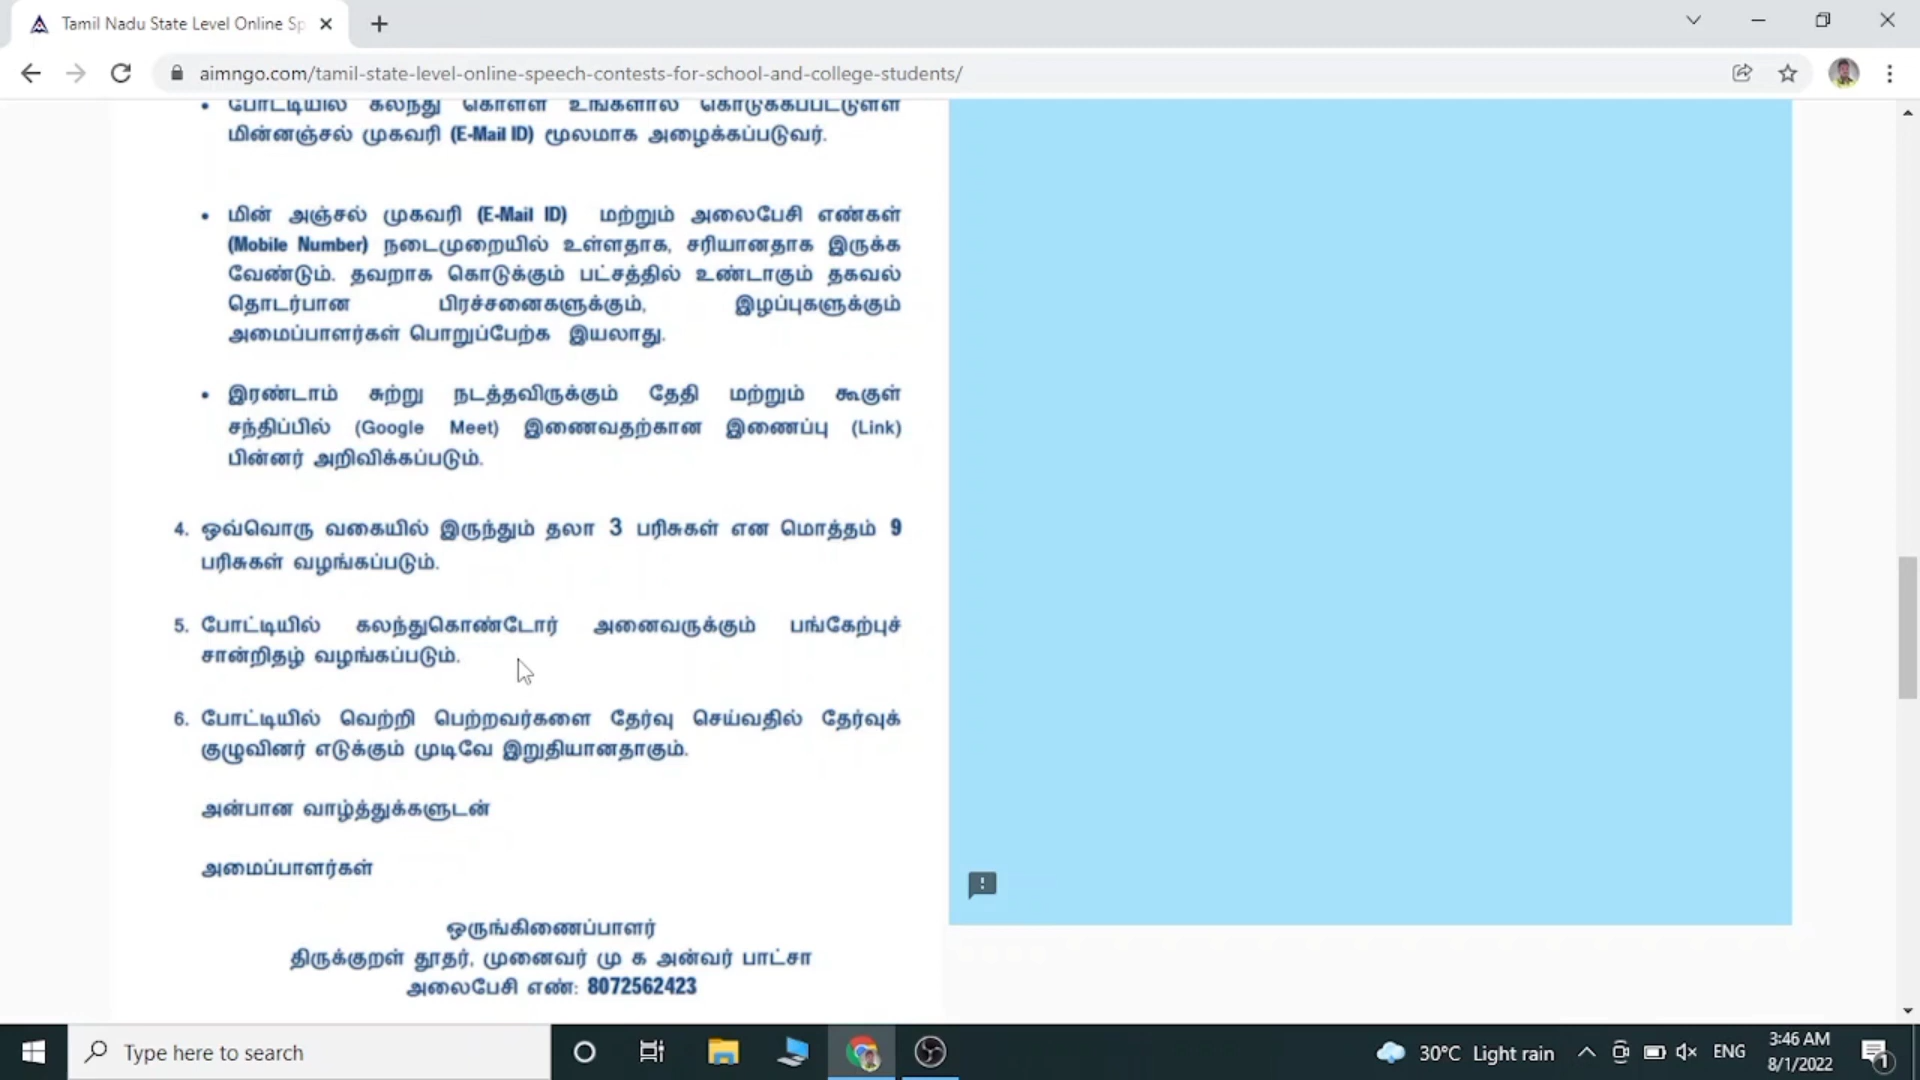 Tamil Nadu State Level Online Sp
aimngo.com/tamil-state-level-online-speech-contests-for-school-and-college-students/
போட்டியில் கலந்து கொள்ள உங்களால் கொடுக்கப்பட்டுள்ள
மின்னஞ்சல் முகவரி (E-Mail ID) மூலமாக அழைக்கப்படுவர்.
மின் அஞ்சல் முகவரி (E-Mail ID) மற்றும் அலைபேசி எண்கள்
(Mobile Number) நடைமுறையில் உள்ளதாக, சரியானதாக இருக்க
வேண்டும். தவறாக கொடுக்கும் பட்சத்தில் உண்டாகும் தகவல்
தொடர்பான பிரச்சனைகளுக்கும், இழப்புகளுக்கும்
அமைப்பாளர்கள் பொறுப்பேற்க இயலாது.
இரண்டாம் சுற்று நடத்தவிருக்கும் தேதி மற்றும் கூகுள்
சந்திப்பில் (Google Meet) இணைவதற்கான இணைப்பு (Link)
பின்னர் அறிவிக்கப்படும்.
4. ஒவ்வொரு வகையில் இருந்தும் தலா 3 பரிசுகள் என மொத்தம் 9
பரிசுகள் வழங்கப்படும்.
5. போட்டியில் கலந்துகொண்டோர் அனைவருக்கும் பங்கேற்புச்
சான்றிதழ் வழங்கப்படும்.
6. போட்டியில் வெற்றி பெற்றவர்களை தேர்வு செய்வதில் தேர்வுக்
குழுவினர் எடுக்கும் முடிவே இறுதியானதாகும்.
அன்பான வாழ்த்துக்களுடன்
அமைப்பாளர்கள்
ஒருங்கிணைப்பாளர்
திருக்குறள் தூதர், முனைவர் மு க அன்வர் பாட்சா
அலைபேசி எண்: 8072562423
Type here to search
30°C Light rain
ENG
3:46 AM
8/1/2022
1